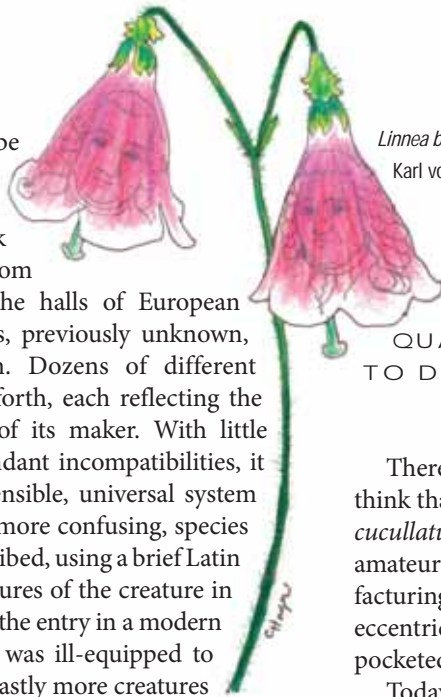 be
k
om
he halls of European
s, previously unknown,
n. Dozens of different
forth, each reflecting the
of its maker. With little
ndant incompatibilities, it
ensible, universal system
more confusing, species
ibed, using a brief Latin
ures of the creature in
the entry in a modern
was ill-equipped to
astly more creatures
Linnea b
Karl vo
QUA
TO D
There
think tha
cucullatu
amateur
facturing
eccentric
pocketed
Today